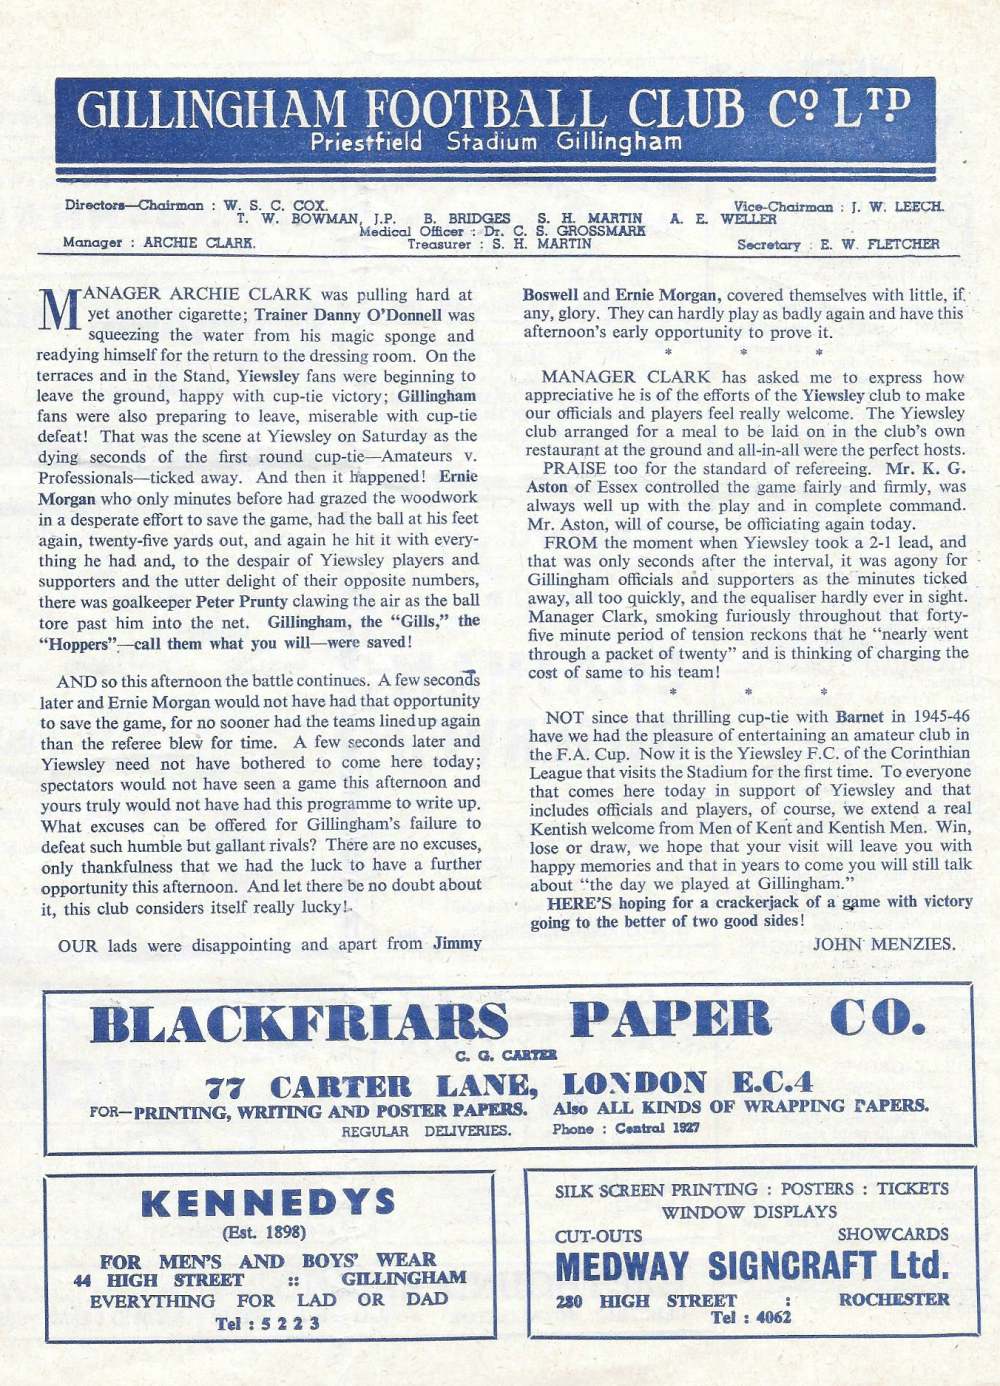 GILLINGHAM FOOTBALL CLUB Cº LTD
Priestfield Stadium Gillingham
Directors—Chairman : W. S. C. COX. Vice-Chairman : J. W. LEECH.
T. W. BOWMAN, J.P. B. BRIDGES S. H. MARTIN A. E. WELLER
Medical Officer : Dr. C. S. GROSSMARK
Manager : ARCHIE CLARK. Treasurer : S. H. MARTIN Secretary : E. W. FLETCHER
MANAGER ARCHIE CLARK was pulling hard at
yet another cigarette; Trainer Danny O'Donnell was
squeezing the water from his magic sponge and
readying himself for the return to the dressing room. On the
terraces and in the Stand, Yiewsley fans were beginning to
leave the ground, happy with cup-tie victory; Gillingham
fans were also preparing to leave, miserable with cup-tie
defeat! That was the scene at Yiewsley on Saturday as the
dying seconds of the first round cup-tie—Amateurs v.
Professionals—ticked away. And then it happened! Ernie
Morgan who only minutes before had grazed the woodwork
in a desperate effort to save the game, had the ball at his feet
again, twenty-five yards out, and again he hit it with every-
thing he had and, to the despair of Yiewsley players and
supporters and the utter delight of their opposite numbers,
there was goalkeeper Peter Prunty clawing the air as the ball
tore past him into the net. Gillingham, the "Gills," the
"Hoppers"—call them what you will—were saved!
AND so this afternoon the battle continues. A few seconds
later and Ernie Morgan would not have had that opportunity
to save the game, for no sooner had the teams lined up again
than the referee blew for time. A few seconds later and
Yiewsley need not have bothered to come here today;
spectators would not have seen a game this afternoon and
yours truly would not have had this programme to write up.
What excuses can be offered for Gillingham's failure to
defeat such humble but gallant rivals? There are no excuses,
only thankfulness that we had the luck to have a further
opportunity this afternoon. And let there be no doubt about
it, this club considers itself really lucky!
OUR lads were disappointing and apart from Jimmy
Boswell and Ernie Morgan, covered themselves with little, if
any, glory. They can hardly play as badly again and have this
afternoon's early opportunity to prove it.
* * *
MANAGER CLARK has asked me to express how
appreciative he is of the efforts of the Yiewsley club to make
our officials and players feel really welcome. The Yiewsley
club arranged for a meal to be laid on in the club's own
restaurant at the ground and all-in-all were the perfect hosts.
PRAISE too for the standard of refereeing. Mr. K. G.
Aston of Essex controlled the game fairly and firmly, was
always well up with the play and in complete command.
Mr. Aston, will of course, be officiating again today.
FROM the moment when Yiewsley took a 2-1 lead, and
that was only seconds after the interval, it was agony for
Gillingham officials and supporters as the minutes ticked
away, all too quickly, and the equaliser hardly ever in sight.
Manager Clark, smoking furiously throughout that forty-
five minute period of tension reckons that he "nearly went
through a packet of twenty" and is thinking of charging the
cost of same to his team!
* * *
NOT since that thrilling cup-tie with Barnet in 1945-46
have we had the pleasure of entertaining an amateur club in
the F.A. Cup. Now it is the Yiewsley F.C. of the Corinthian
League that visits the Stadium for the first time. To everyone
that comes here today in support of Yiewsley and that
includes officials and players, of course, we extend a real
Kentish welcome from Men of Kent and Kentish Men. Win,
lose or draw, we hope that your visit will leave you with
happy memories and that in years to come you will still talk
about "the day we played at Gillingham."
HERE'S hoping for a crackerjack of a game with victory
going to the better of two good sides!
JOHN MENZIES.
BLACKFRIARS PAPER CO.
C. G. CARTER
77 CARTER LANE, LONDON E.C.4
FOR—PRINTING, WRITING AND POSTER PAPERS. Also ALL KINDS OF WRAPPING PAPERS.
REGULAR DELIVERIES. Phone : Central 1927
KENNEDYS
(Est. 1898)
FOR MEN'S AND BOYS' WEAR
44 HIGH STREET :: GILLINGHAM
EVERYTHING FOR LAD OR DAD
Tel : 5 2 2 3
SILK SCREEN PRINTING : POSTERS : TICKETS
WINDOW DISPLAYS
CUT-OUTS SHOWCARDS
MEDWAY SIGNCRAFT Ltd.
280 HIGH STREET : ROCHESTER
Tel : 4062